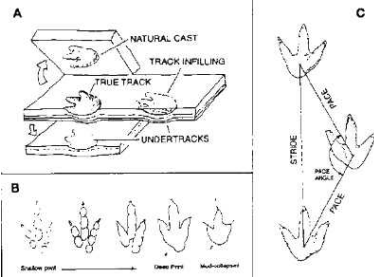 A
NATURAL CAST
TRACK INFILLING
TRUE TRACK
UNDERTRACKS
B
Shallow print
Deep Print
Mud-collapsed
C
PACE
STRIDE
PACE
ANGLE
PACE